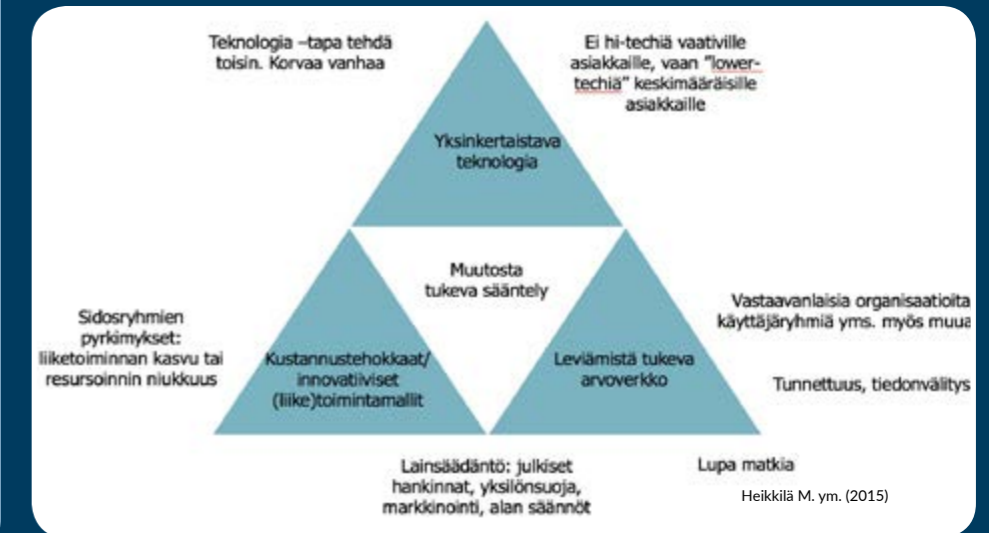 Teknologia –tapa tehdä
toisin. Korvaa vanhaa
Ei hi-techiä vaativille
asiakkaille, vaan "lower-
techiä" keskimääräisille
asiakkaille
Yksinkertaistava
teknologia
Muutosta
tukeva sääntely
Sidosryhmien
pyrkimykset:
liiketoiminnan kasvu tai
resursoinnin niukkuus
Kustannustehokkaat/
innovatiiviset
(liike)toimintamallit
Leviämistä tukeva
arvoverkko
Vastaavanlaisia organisaatioita
käyttäjäryhmiä yms. myös muua
Tunnettuus, tiedonvälitys
Lainsäädäntö: julkiset
hankinnat, yksilönsuoja,
markkinointi, alan säännöt
Lupa matkia
Heikkilä M. ym. (2015)